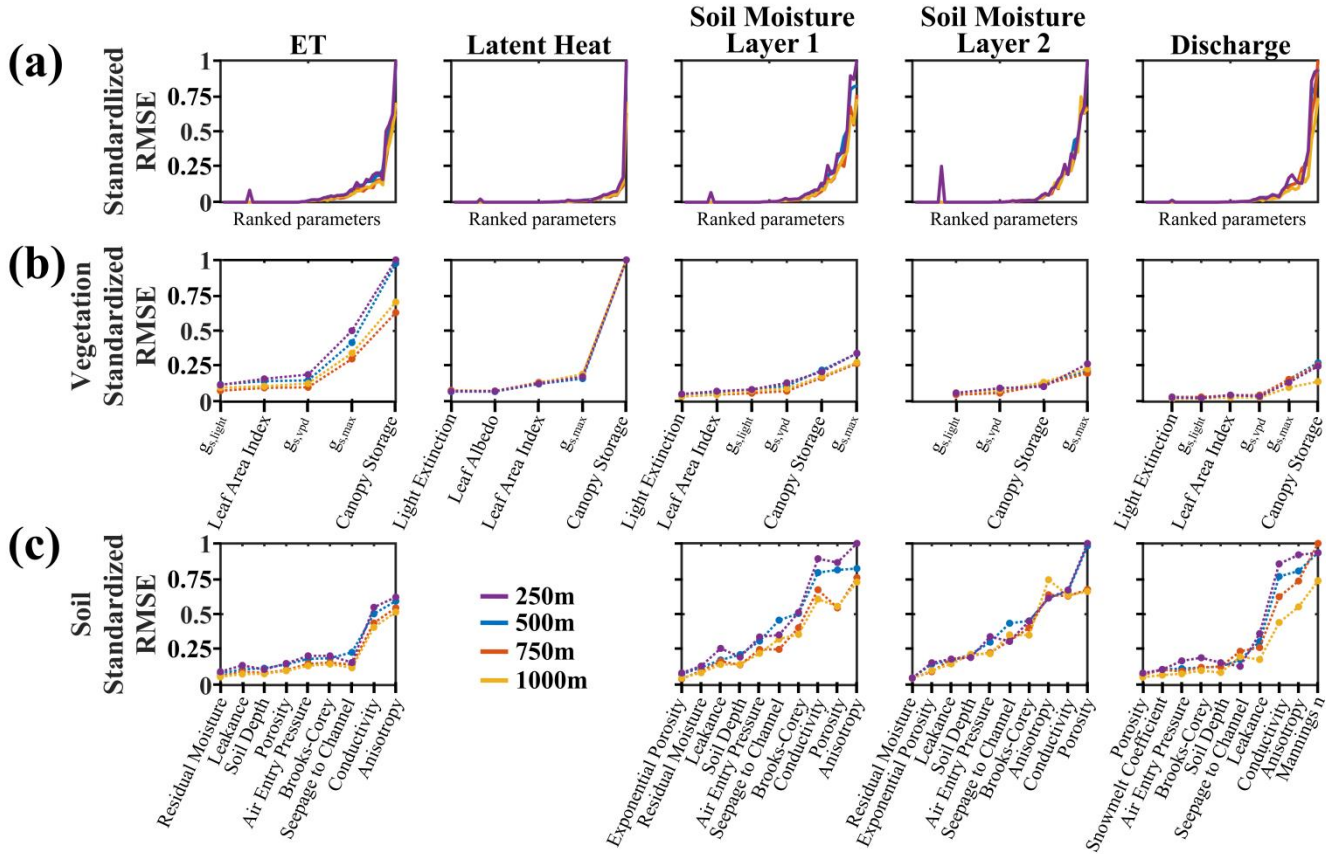 ET
Latent Heat
Soil Moisture
Layer 1
Soil Moisture
Layer 2
Discharge
(a)
Standardlized
RMSE
1
0.75
0.5
0.25
0
Ranked parameters
Ranked parameters
Ranked parameters
Ranked parameters
Ranked parameters
(b)
Vegetation
Standardized
RMSE
1
0.75
0.5
0.25
0
gs,light
Leaf Area Index
gs,vpd
gs,max
Canopy Storage
Light Extinction
Leaf Albedo
Leaf Area Index
gs,max
Canopy Storage
Light Extinction
Leaf Area Index
gs,light
gs,vpd
Canopy Storage
gs,max
gs,light
gs,vpd
Canopy Storage
gs,max
Light Extinction
gs,light
Leaf Area Index
gs,vpd
gs,max
Canopy Storage
(c)
Soil
Standardized
RMSE
1
0.75
0.5
0.25
0
Residual Moisture
Leakance
Soil Depth
Porosity
Air Entry Pressure
Brooks-Corey
Seepage to Channel
Conductivity
Anisotropy
250m
500m
750m
1000m
Exponential Porosity
Residual Moisture
Leakance
Soil Depth
Air Entry Pressure
Seepage to Channel
Brooks-Corey
Conductivity
Porosity
Anisotropy
Residual Moisture
Exponential Porosity
Leakance
Soil Depth
Air Entry Pressure
Seepage to Channel
Brooks-Corey
Anisotropy
Conductivity
Porosity
Porosity
Snowmelt Coefficient
Air Entry Pressure
Brooks-Corey
Soil Depth
Seepage to Channel
Leakance
Conductivity
Anisotropy
Mannings n